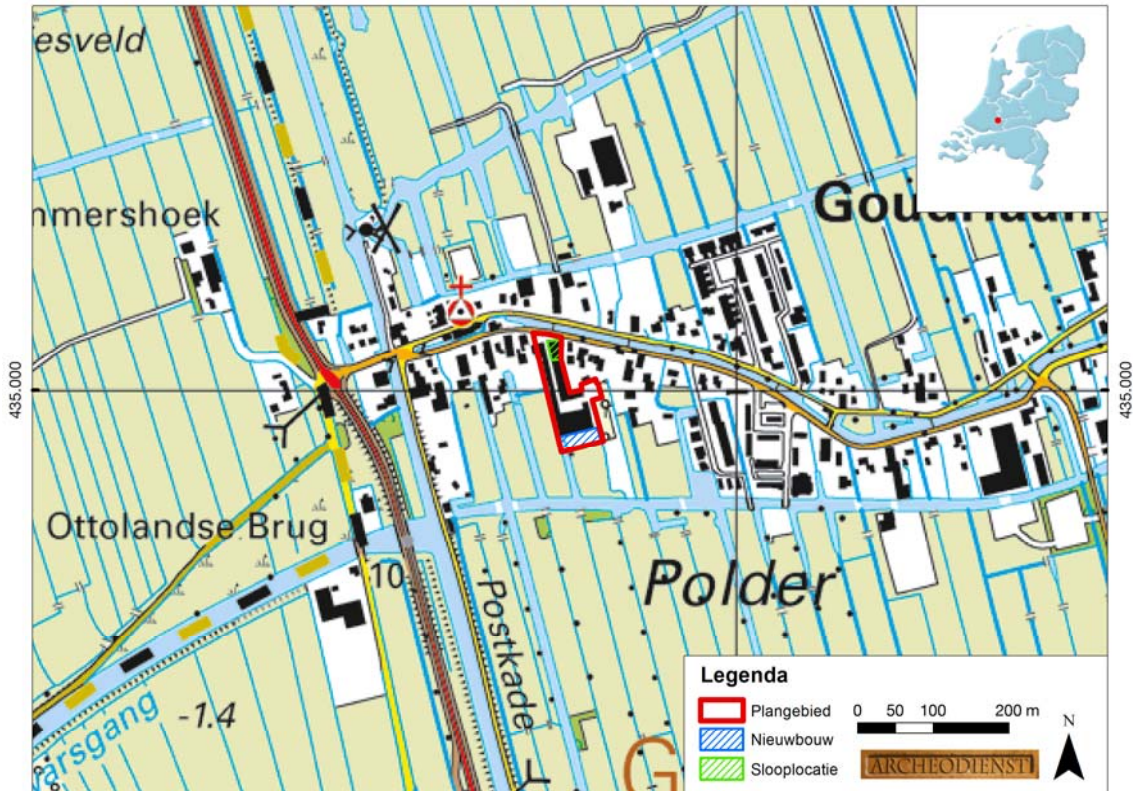 esveld
mmershoek
Goudriaan
435.000
435.000
Ottolandse Brug
10
Postkade
Polder
-1.4
arsgang
G
Legenda
Plangebied
Nieuwbouw
Slooplocatie
0 50 100 200 m
N
ARCHEODIENST